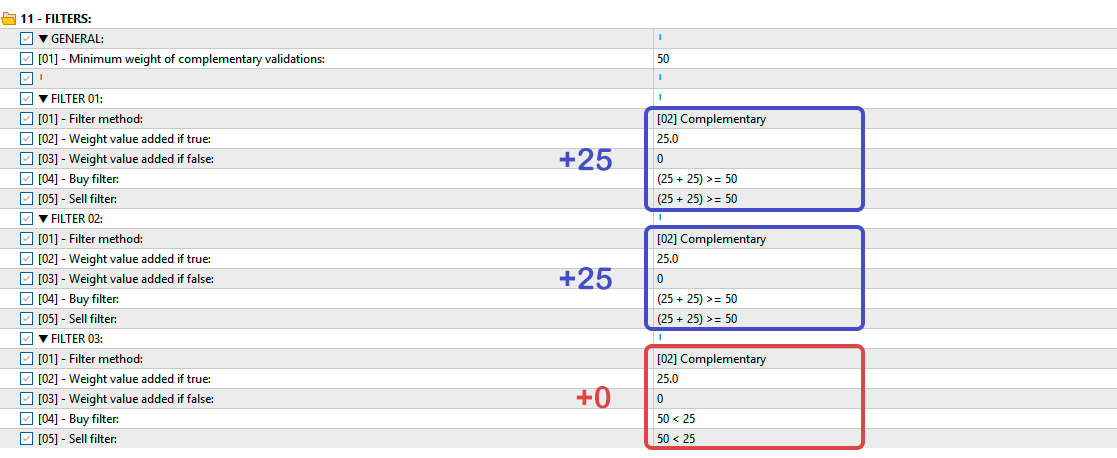 11 - FILTERS:
▼ GENERAL:
[01] - Minimum weight of complementary validations: 50
▼ FILTER 01:
[01] - Filter method: [02] Complementary
[02] - Weight value added if true: 25.0
[03] - Weight value added if false: 0
+25
[04] - Buy filter: (25 + 25) >= 50
[05] - Sell filter: (25 + 25) >= 50
▼ FILTER 02:
[01] - Filter method: [02] Complementary
[02] - Weight value added if true: 25.0
[03] - Weight value added if false: 0
+25
[04] - Buy filter: (25 + 25) >= 50
[05] - Sell filter: (25 + 25) >= 50
▼ FILTER 03:
[01] - Filter method: [02] Complementary
[02] - Weight value added if true: 25.0
[03] - Weight value added if false: 0
+0
[04] - Buy filter: 50 < 25
[05] - Sell filter: 50 < 25